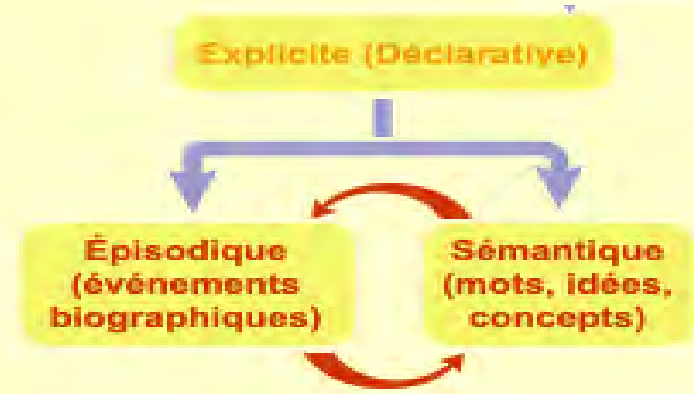 Explicite (Déclarative)
Épisodique
(événements
biographiques)
Sémantique
(mots, idées,
concepts)